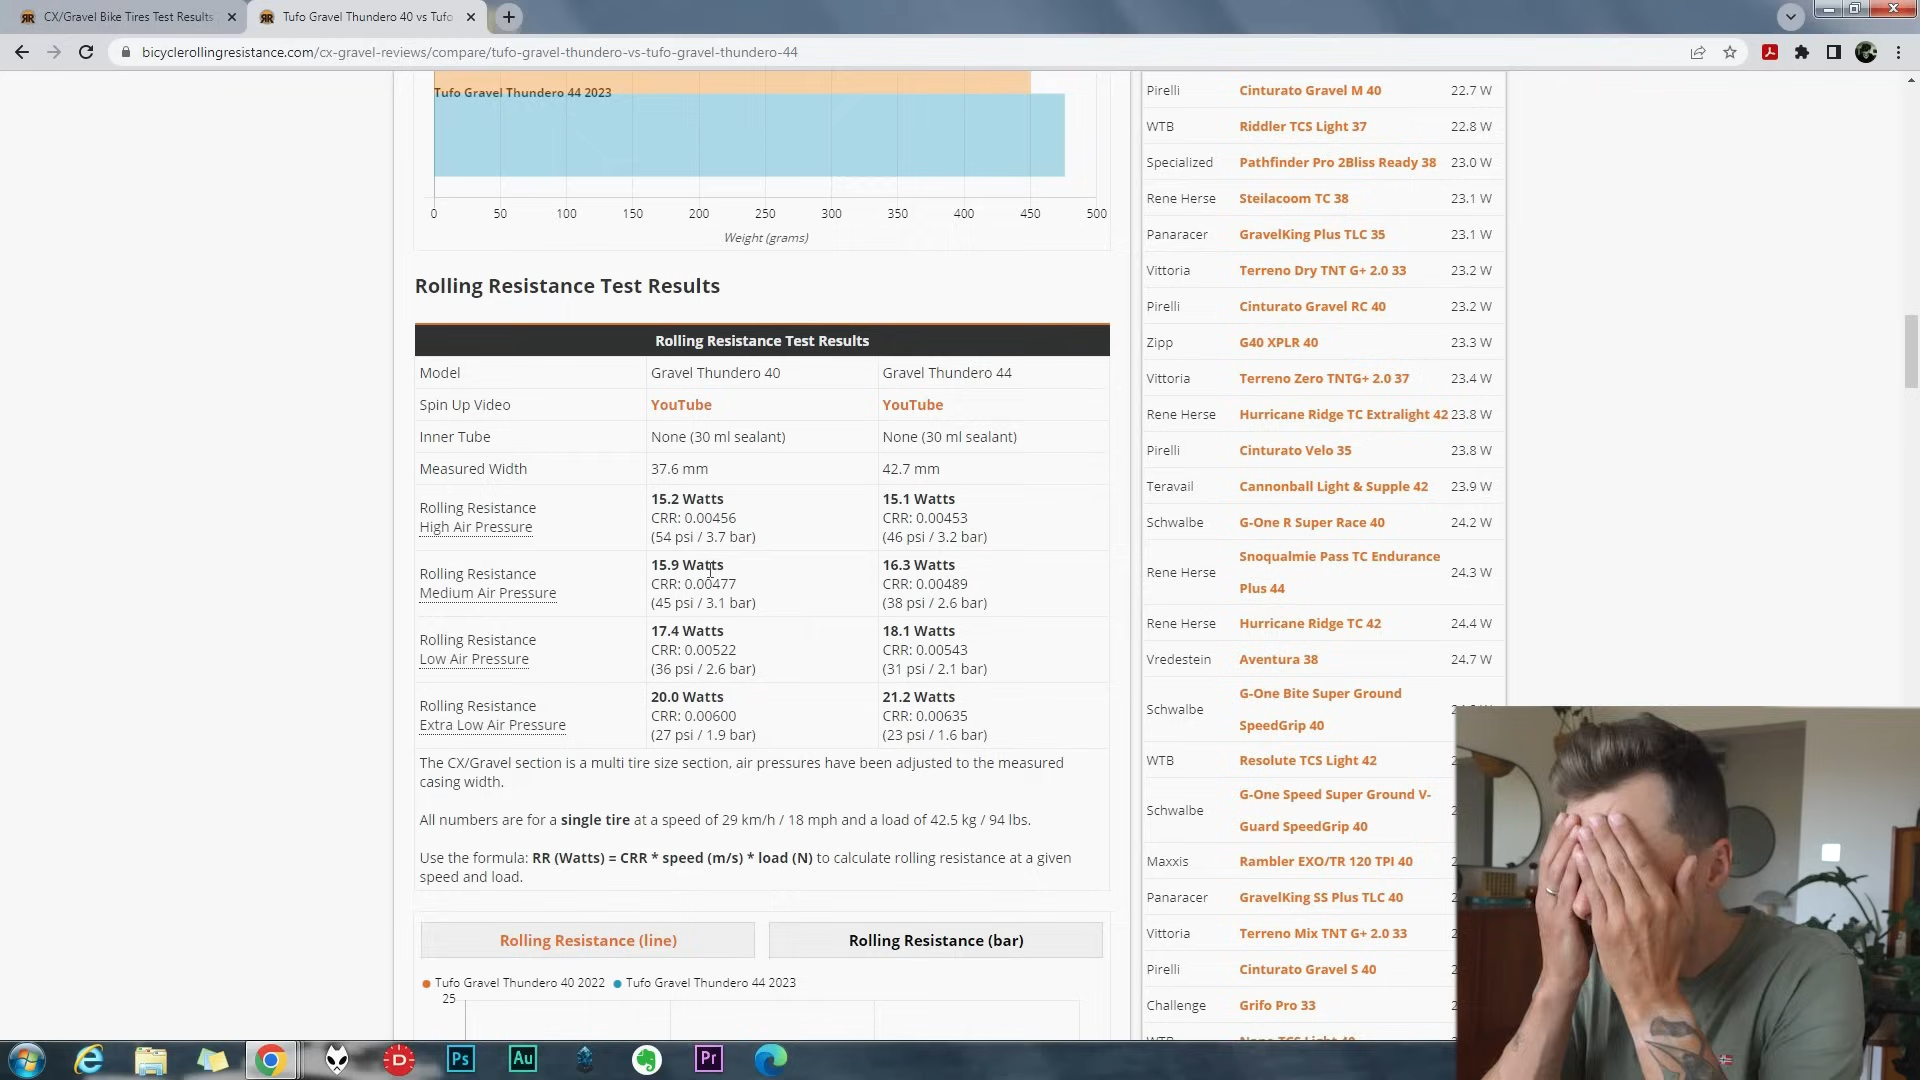 CX/Gravel Bike Tires Test Results
Tufo Gravel Thundero 40 vs Tufo
bicyclerollingresistance.com/cx-gravel-reviews/compare/tufo-gravel-thundero-vs-tufo-gravel-thundero-44
Tufo Gravel Thundero 44 2023
0 50 100 150 200 250 300 350 400 450 500
Weight (grams)
Rolling Resistance Test Results
Rolling Resistance Test Results
Model Gravel Thundero 40 Gravel Thundero 44
Spin Up Video YouTube YouTube
Inner Tube None (30 ml sealant) None (30 ml sealant)
Measured Width 37.6 mm 42.7 mm
Rolling Resistance
High Air Pressure
15.2 Watts
CRR: 0.00456
(54 psi / 3.7 bar)
15.1 Watts
CRR: 0.00453
(46 psi / 3.2 bar)
Rolling Resistance
Medium Air Pressure
15.9 Watts
CRR: 0.00477
(45 psi / 3.1 bar)
16.3 Watts
CRR: 0.00489
(38 psi / 2.6 bar)
Rolling Resistance
Low Air Pressure
17.4 Watts
CRR: 0.00522
(36 psi / 2.6 bar)
18.1 Watts
CRR: 0.00543
(31 psi / 2.1 bar)
Rolling Resistance
Extra Low Air Pressure
20.0 Watts
CRR: 0.00600
(27 psi / 1.9 bar)
21.2 Watts
CRR: 0.00635
(23 psi / 1.6 bar)
The CX/Gravel section is a multi tire size section, air pressures have been adjusted to the measured
casing width.
All numbers are for a single tire at a speed of 29 km/h / 18 mph and a load of 42.5 kg / 94 lbs.
Use the formula: RR (Watts) = CRR * speed (m/s) * load (N) to calculate rolling resistance at a given
speed and load.
Rolling Resistance (line) Rolling Resistance (bar)
Tufo Gravel Thundero 40 2022 Tufo Gravel Thundero 44 2023
25
Pirelli Cinturato Gravel M 40 22.7 W
WTB Riddler TCS Light 37 22.8 W
Specialized Pathfinder Pro 2Bliss Ready 38 23.0 W
Rene Herse Steilacoom TC 38 23.1 W
Panaracer GravelKing Plus TLC 35 23.1 W
Vittoria Terreno Dry TNT G+ 2.0 33 23.2 W
Pirelli Cinturato Gravel RC 40 23.2 W
Zipp G40 XPLR 40 23.3 W
Vittoria Terreno Zero TNTG+ 2.0 37 23.4 W
Rene Herse Hurricane Ridge TC Extralight 42 23.8 W
Pirelli Cinturato Velo 35 23.8 W
Teravail Cannonball Light & Supple 42 23.9 W
Schwalbe G-One R Super Race 40 24.2 W
Rene Herse Snoqualmie Pass TC Endurance
Plus 44 24.3 W
Rene Herse Hurricane Ridge TC 42 24.4 W
Vredestein Aventura 38 24.7 W
Schwalbe G-One Bite Super Ground
SpeedGrip 40
WTB Resolute TCS Light 42
Schwalbe G-One Speed Super Ground V-
Guard SpeedGrip 40
Maxxis Rambler EXO/TR 120 TPI 40
Panaracer GravelKing SS Plus TLC 40
Vittoria Terreno Mix TNT G+ 2.0 33
Pirelli Cinturato Gravel S 40
Challenge Grifo Pro 33
D
Ps
Au
Pr